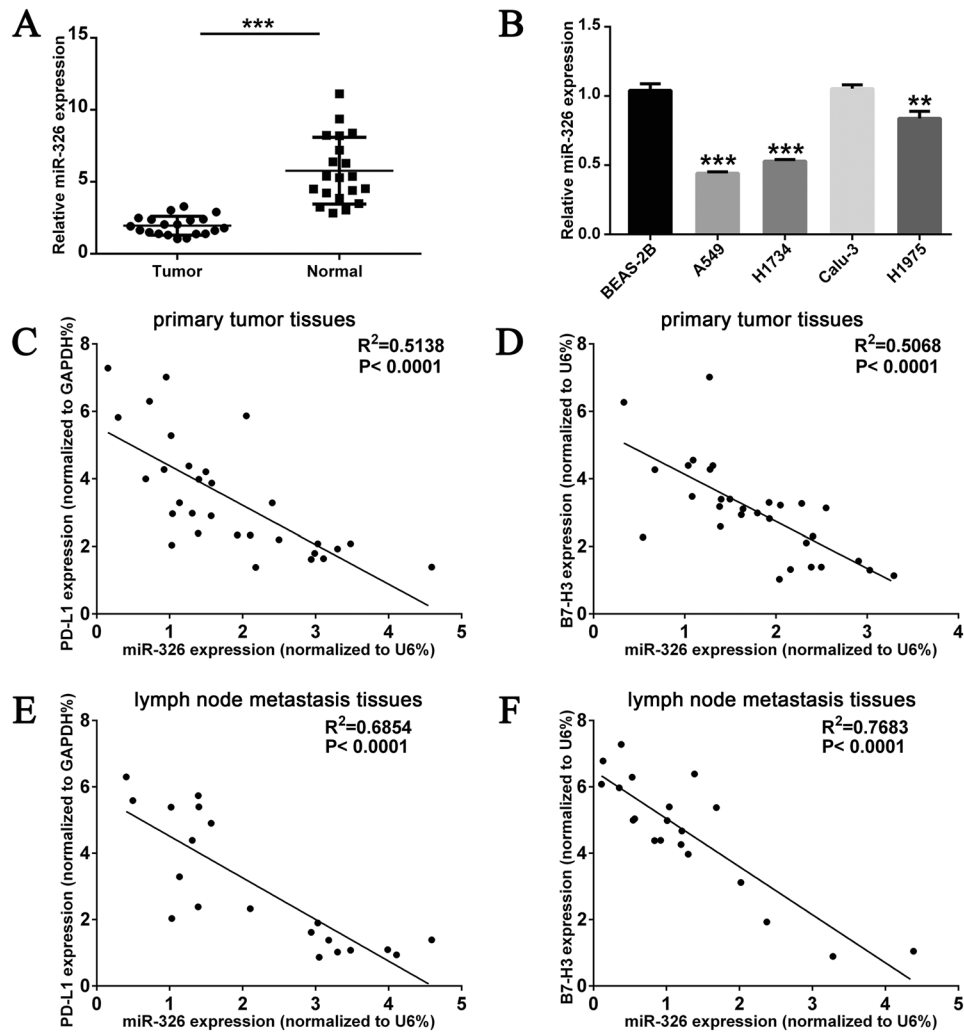 A
***
Relative miR-326 expression
15
10
5
0
Tumor
Normal
B
Relative miR-326 expression
1.5
1.0
0.5
0.0
***
***
**
BEAS-2B
A549
H1734
Calu-3
H1975
C
primary tumor tissues
R²=0.5138
P< 0.0001
PD-L1 expression (normalized to GAPDH%)
8
6
4
2
0
0 1 2 3 4 5
miR-326 expression (normalized to U6%)
D
primary tumor tissues
R²=0.5068
P< 0.0001
B7-H3 expression (normalized to U6%)
8
6
4
2
0
0 1 2 3 4
miR-326 expression (normalized to U6%)
E
lymph node metastasis tissues
R²=0.6854
P< 0.0001
PD-L1 expression (normalized to GAPDH%)
8
6
4
2
0
0 1 2 3 4 5
miR-326 expression (normalized to U6%)
F
lymph node metastasis tissues
R²=0.7683
P< 0.0001
B7-H3 expression (normalized to U6%)
8
6
4
2
0
0 1 2 3 4 5
miR-326 expression (normalized to U6%)